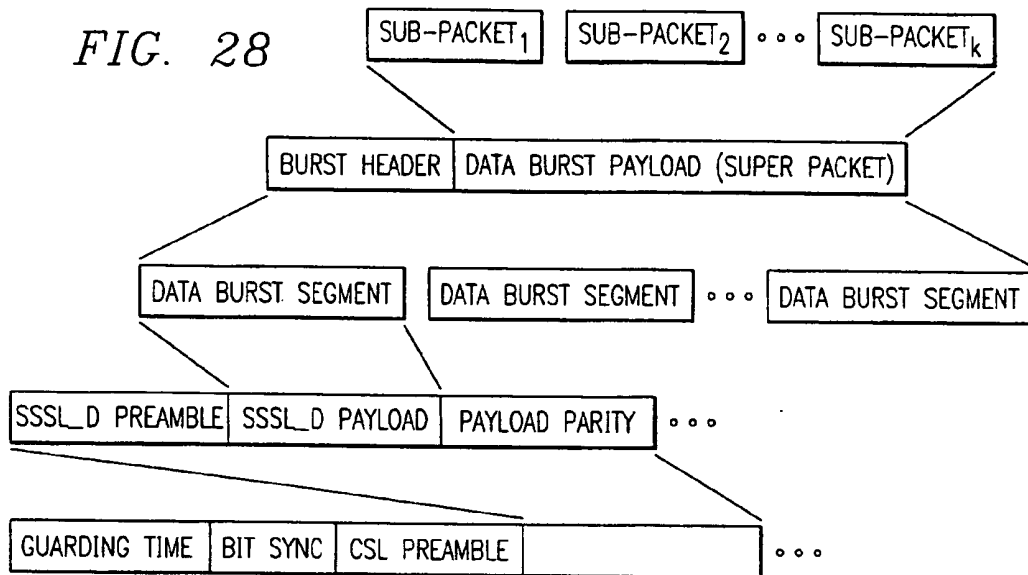 FIG. 28
SUB-PACKET1 SUB-PACKET2 ∘∘∘ SUB-PACKETk
BURST HEADER DATA BURST PAYLOAD (SUPER PACKET)
DATA BURST SEGMENT DATA BURST SEGMENT ∘∘∘ DATA BURST SEGMENT
SSSL_D PREAMBLE SSSL_D PAYLOAD PAYLOAD PARITY ∘∘∘
GUARDING TIME BIT SYNC CSL PREAMBLE ∘∘∘